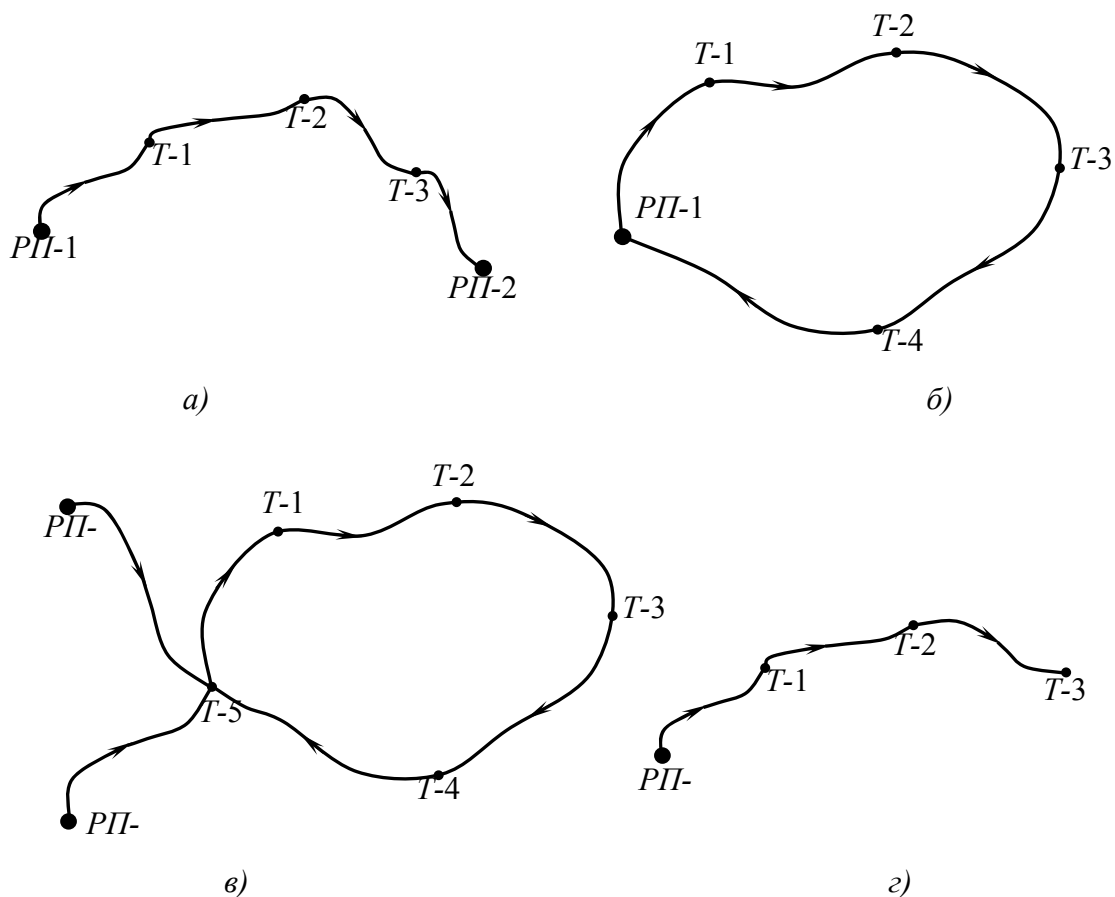 Т-1
Т-2
Т-3
РП-1
РП-2
а)
Т-1
Т-2
Т-3
РП-1
Т-4
б)
РП-
Т-1
Т-2
Т-3
Т-5
Т-4
РП-
в)
Т-1
Т-2
Т-3
РП-
г)